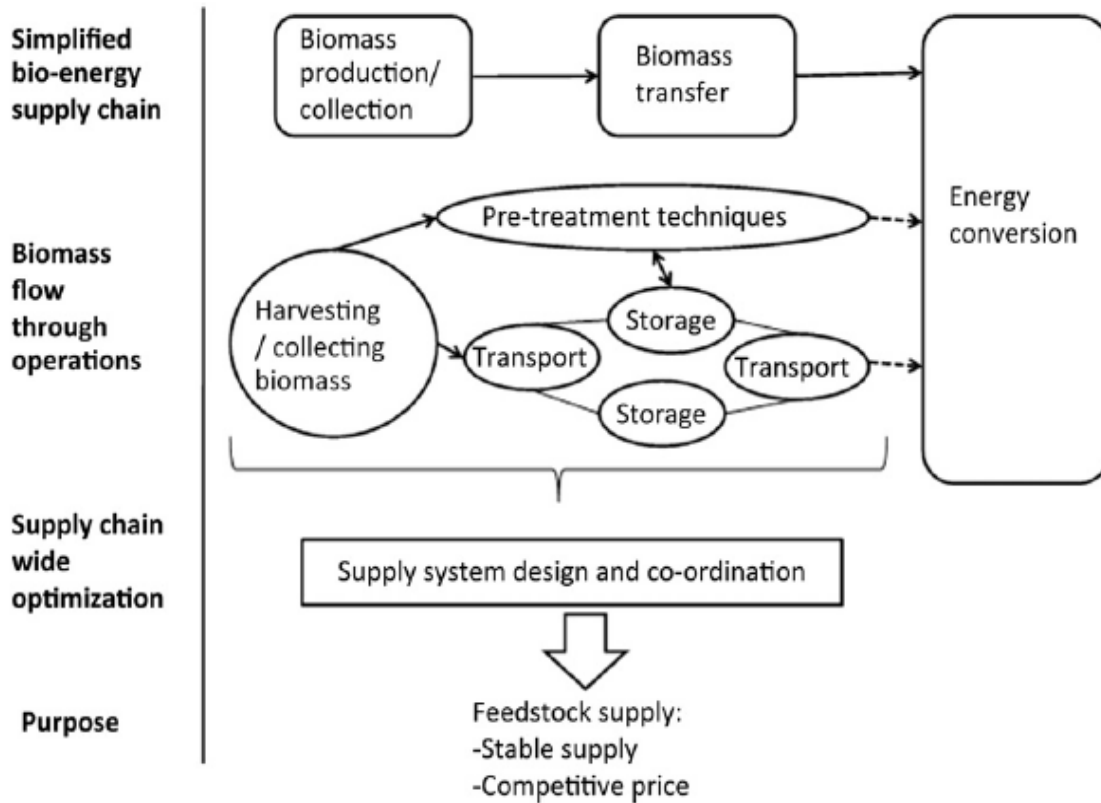 Simplified
bio-energy
supply chain
Biomass
production/
collection
Biomass
transfer
Energy
conversion
Biomass
flow
through
operations
Harvesting
/ collecting
biomass
Pre-treatment techniques
Storage
Transport
Transport
Storage
Supply chain
wide
optimization
Supply system design and co-ordination
Purpose
Feedstock supply:
-Stable supply
-Competitive price